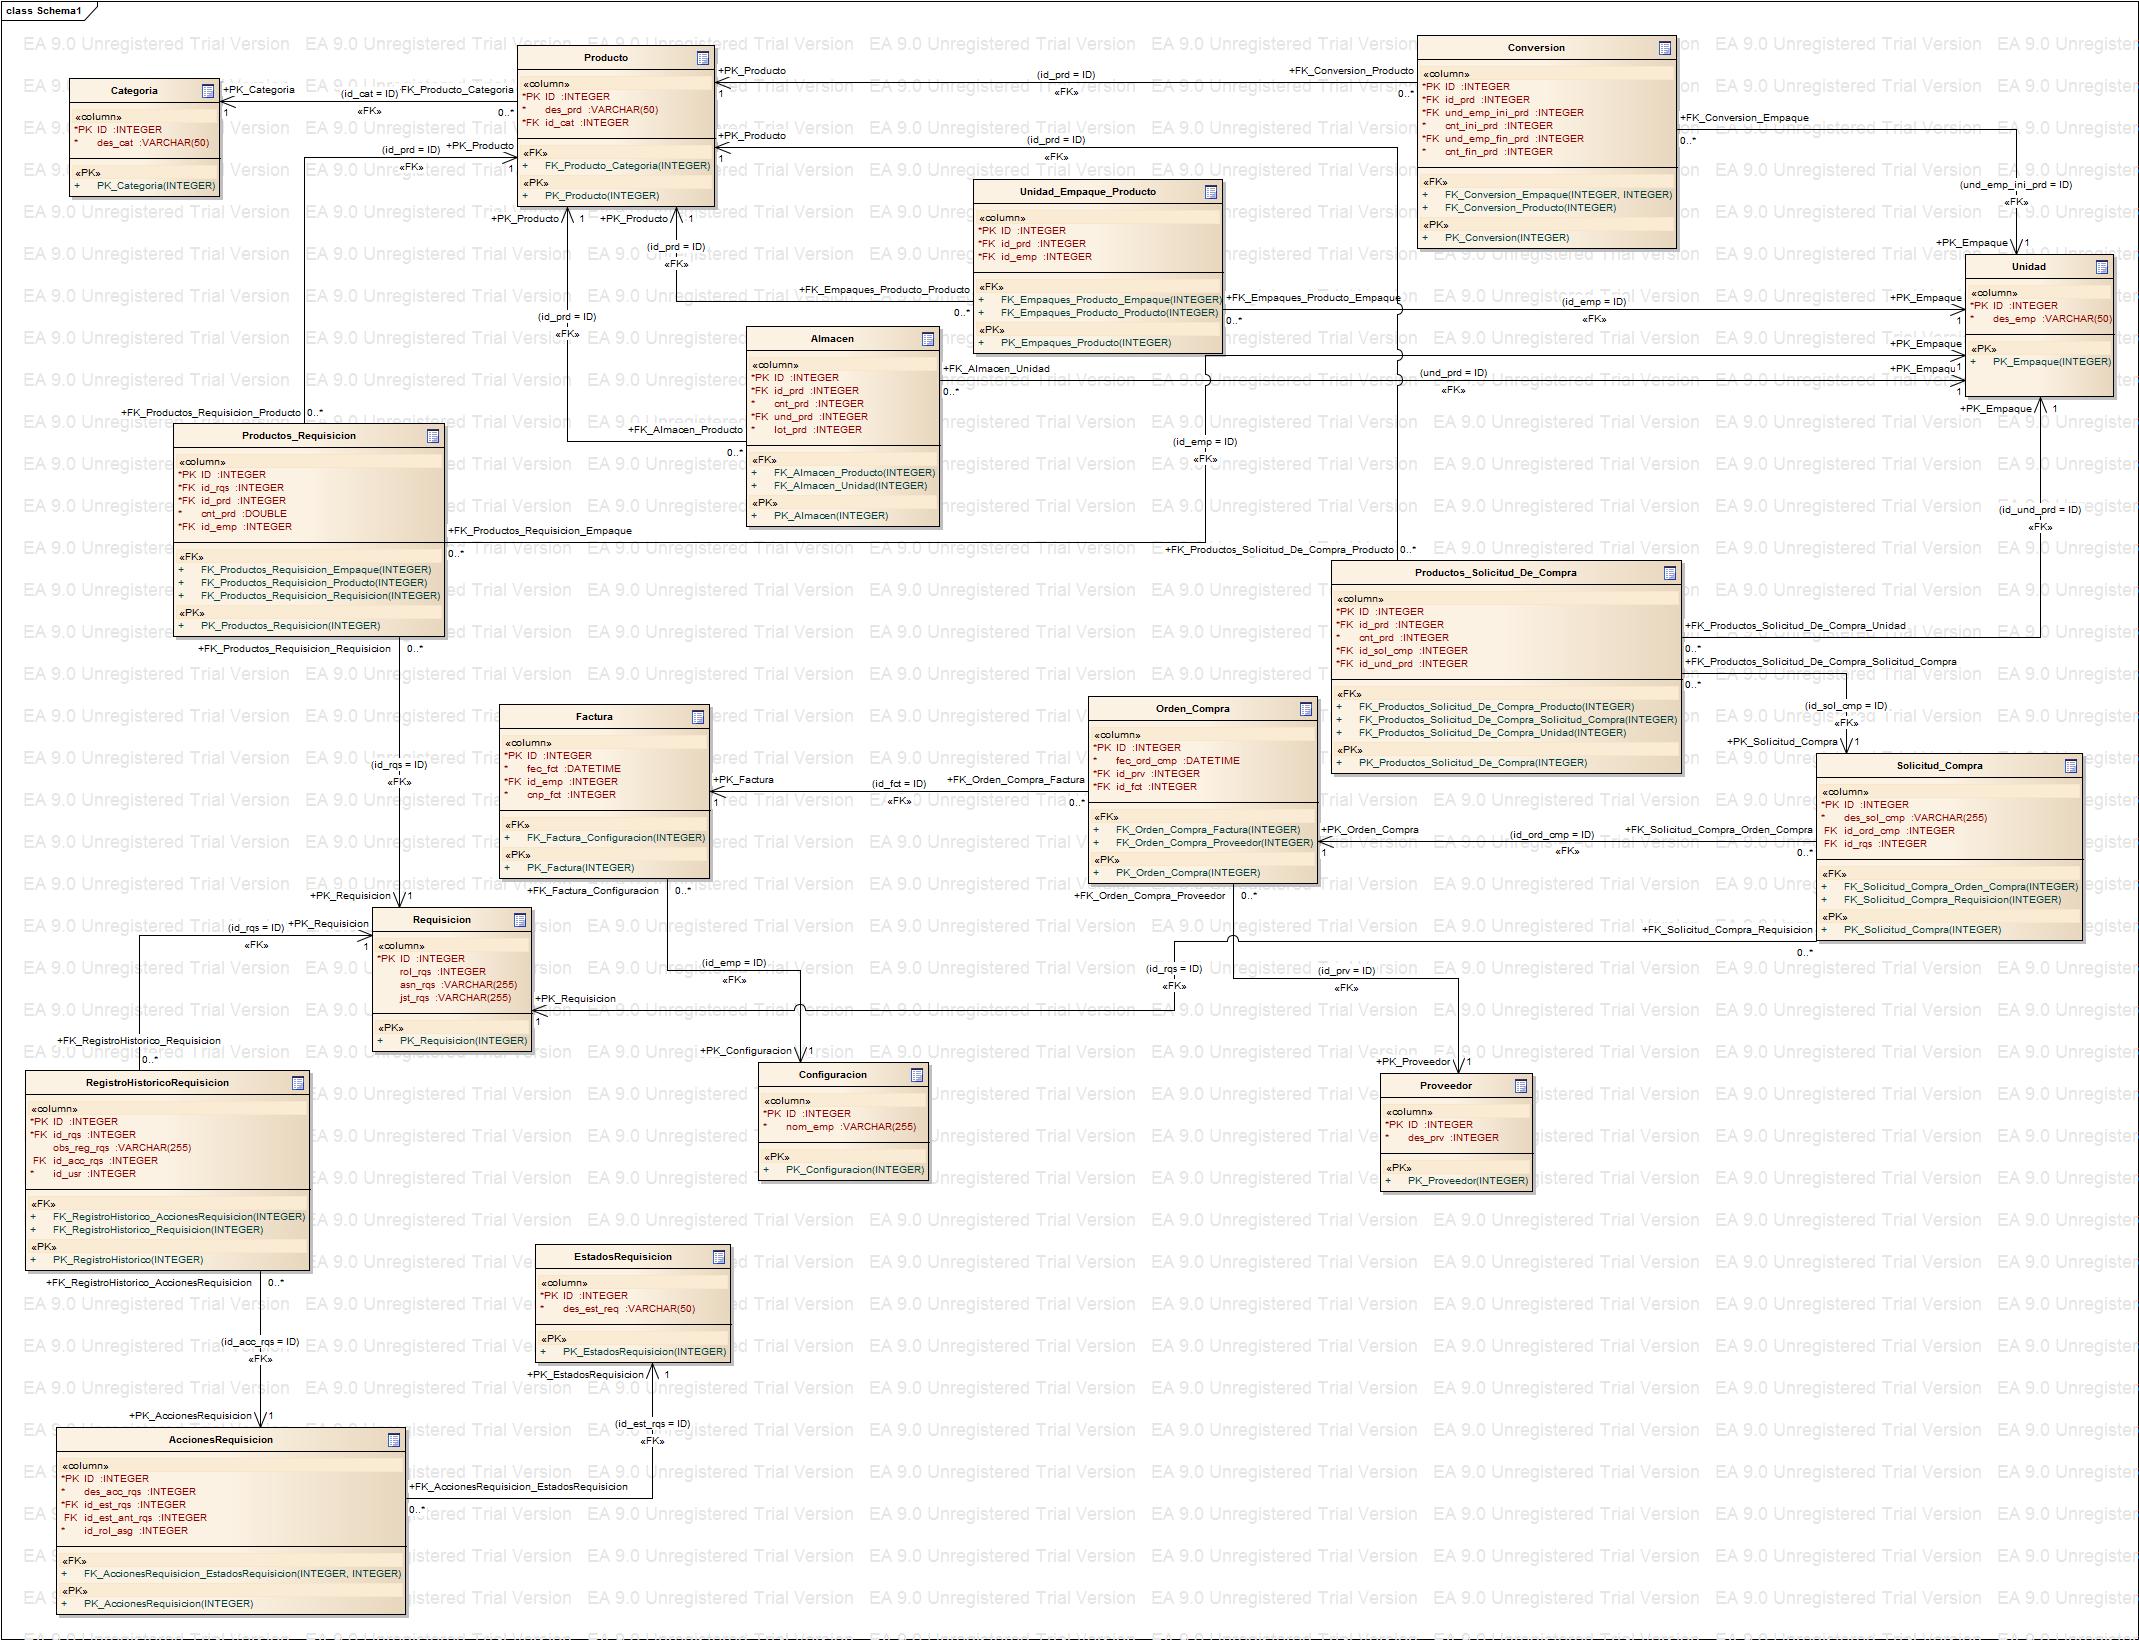 class Schema1
EA 9.0 Unregistered Trial Version
Categoria
«column»
*PK ID :INTEGER
* des_cat :VARCHAR(50)
«PK»
+ PK_Categoria(INTEGER)
+PK_Categoria
1
(id_cat = ID)
«FK»
FK_Producto_Categoria
0..*
Producto
«column»
*PK ID :INTEGER
* des_prd :VARCHAR(50)
*FK id_cat :INTEGER
«FK»
+ FK_Producto_Categoria(INTEGER)
«PK»
+ PK_Producto(INTEGER)
+PK_Producto
1
(id_prd = ID)
«FK»
+FK_Conversion_Producto
0..*
+PK_Producto
1
(id_prd = ID)
«FK»
(id_prd = ID)
«FK»
+PK_Producto
1
+PK_Producto
1
+PK_Producto
1
(id_prd = ID)
«FK»
(id_prd = ID)
«FK»
Conversion
«column»
*PK ID :INTEGER
*FK id_prd :INTEGER
*FK und_emp_ini_prd :INTEGER
* cnt_ini_prd :INTEGER
*FK und_emp_fin_prd :INTEGER
* cnt_fin_prd :INTEGER
«FK»
+ FK_Conversion_Empaque(INTEGER, INTEGER)
+ FK_Conversion_Producto(INTEGER)
«PK»
+ PK_Conversion(INTEGER)
+FK_Conversion_Empaque
0..*
(und_emp_ini_prd = ID)
«FK»
+PK_Empaque
1
Unidad_Empaque_Producto
«column»
*PK ID :INTEGER
*FK id_prd :INTEGER
*FK id_emp :INTEGER
«FK»
+ FK_Empaques_Producto_Empaque(INTEGER)
+ FK_Empaques_Producto_Producto(INTEGER)
«PK»
+ PK_Empaques_Producto(INTEGER)
+FK_Empaques_Producto_Producto
0..*
+FK_Empaques_Producto_Empaque
0..*
(id_emp = ID)
«FK»
+PK_Empaque
1
Unidad
«column»
*PK ID :INTEGER
* des_emp :VARCHAR(50)
«PK»
+ PK_Empaque(INTEGER)
+PK_Empaque
1
+PK_Empaqu
1
+PK_Empaque
1
Almacen
«column»
*PK ID :INTEGER
*FK id_prd :INTEGER
* cnt_prd :INTEGER
*FK und_prd :INTEGER
* lot_prd :INTEGER
«FK»
+ FK_Almacen_Producto(INTEGER)
+ FK_Almacen_Unidad(INTEGER)
«PK»
+ PK_Almacen(INTEGER)
+FK_Almacen_Unidad
0..*
(und_prd = ID)
«FK»
+FK_Almacen_Producto
0..*
(id_emp = ID)
«FK»
+FK_Productos_Requisicion_Producto
0..*
Productos_Requisicion
«column»
*PK ID :INTEGER
*FK id_rqs :INTEGER
*FK id_prd :INTEGER
* cnt_prd :DOUBLE
*FK id_emp :INTEGER
«FK»
+ FK_Productos_Requisicion_Empaque(INTEGER)
+ FK_Productos_Requisicion_Producto(INTEGER)
+ FK_Productos_Requisicion_Requisicion(INTEGER)
«PK»
+ PK_Productos_Requisicion(INTEGER)
+FK_Productos_Requisicion_Empaque
0..*
+FK_Productos_Requisicion_Requisicion
0..*
(id_rqs = ID)
«FK»
+PK_Requisicion
1
+FK_Productos_Solicitud_De_Compra_Producto
0..*
Productos_Solicitud_De_Compra
«column»
*PK ID :INTEGER
*FK id_prd :INTEGER
* cnt_prd :INTEGER
*FK id_sol_cmp :INTEGER
*FK id_und_prd :INTEGER
«FK»
+ FK_Productos_Solicitud_De_Compra_Producto(INTEGER)
+ FK_Productos_Solicitud_De_Compra_Solicitud_Compra(INTEGER)
+ FK_Productos_Solicitud_De_Compra_Unidad(INTEGER)
«PK»
+ PK_Productos_Solicitud_De_Compra(INTEGER)
(id_und_prd = ID)
«FK»
+FK_Productos_Solicitud_De_Compra_Unidad
0..*
+FK_Productos_Solicitud_De_Compra_Solicitud_Compra
0..*
(id_sol_cmp = ID)
«FK»
+PK_Solicitud_Compra
1
Factura
«column»
*PK ID :INTEGER
* fec_fct :DATETIME
*FK id_emp :INTEGER
* cnp_fct :INTEGER
«FK»
+ FK_Factura_Configuracion(INTEGER)
«PK»
+ PK_Factura(INTEGER)
+PK_Factura
1
(id_fct = ID)
«FK»
+FK_Orden_Compra_Factura
0..*
Orden_Compra
«column»
*PK ID :INTEGER
* fec_ord_cmp :DATETIME
*FK id_prv :INTEGER
*FK id_fct :INTEGER
«FK»
+ FK_Orden_Compra_Factura(INTEGER)
+ FK_Orden_Compra_Proveedor(INTEGER)
«PK»
+ PK_Orden_Compra(INTEGER)
+PK_Orden_Compra
1
(id_ord_cmp = ID)
«FK»
+FK_Solicitud_Compra_Orden_Compra
0..*
Solicitud_Compra
«column»
*PK ID :INTEGER
* des_sol_cmp :VARCHAR(255)
FK id_ord_cmp :INTEGER
FK id_rqs :INTEGER
«FK»
+ FK_Solicitud_Compra_Orden_Compra(INTEGER)
+ FK_Solicitud_Compra_Requisicion(INTEGER)
«PK»
+ PK_Solicitud_Compra(INTEGER)
+FK_Solicitud_Compra_Requisicion
0..*
+FK_Factura_Configuracion
0..*
(id_emp = ID)
«FK»
+PK_Configuracion
1
+FK_Orden_Compra_Proveedor
0..*
(id_rqs = ID)
«FK»
(id_prv = ID)
«FK»
+PK_Proveedor
1
(id_rqs = ID)
«FK»
+PK_Requisicion
1
Requisicion
«column»
*PK ID :INTEGER
rol_rqs :INTEGER
asn_rqs :VARCHAR(255)
jst_rqs :VARCHAR(255)
«PK»
+ PK_Requisicion(INTEGER)
+PK_Requisicion
1
+FK_RegistroHistorico_Requisicion
0..*
RegistroHistoricoRequisicion
«column»
*PK ID :INTEGER
*FK id_rqs :INTEGER
obs_reg_rqs :VARCHAR(255)
FK id_acc_rqs :INTEGER
* id_usr :INTEGER
«FK»
+ FK_RegistroHistorico_AccionesRequisicion(INTEGER)
+ FK_RegistroHistorico_Requisicion(INTEGER)
«PK»
+ PK_RegistroHistorico(INTEGER)
Configuracion
«column»
*PK ID :INTEGER
* nom_emp :VARCHAR(255)
«PK»
+ PK_Configuracion(INTEGER)
Proveedor
«column»
*PK ID :INTEGER
* des_prv :INTEGER
«PK»
+ PK_Proveedor(INTEGER)
+FK_RegistroHistorico_AccionesRequisicion
0..*
(id_acc_rqs = ID)
«FK»
+PK_AccionesRequisicion
1
EstadosRequisicion
«column»
*PK ID :INTEGER
* des_est_req :VARCHAR(50)
«PK»
+ PK_EstadosRequisicion(INTEGER)
+PK_EstadosRequisicion
1
(id_est_rqs = ID)
«FK»
AccionesRequisicion
«column»
*PK ID :INTEGER
* des_acc_rqs :INTEGER
*FK id_est_rqs :INTEGER
FK id_est_ant_rqs :INTEGER
* id_rol_asg :INTEGER
«FK»
+ FK_AccionesRequisicion_EstadosRequisicion(INTEGER, INTEGER)
«PK»
+ PK_AccionesRequisicion(INTEGER)
+FK_AccionesRequisicion_EstadosRequisicion
0..*